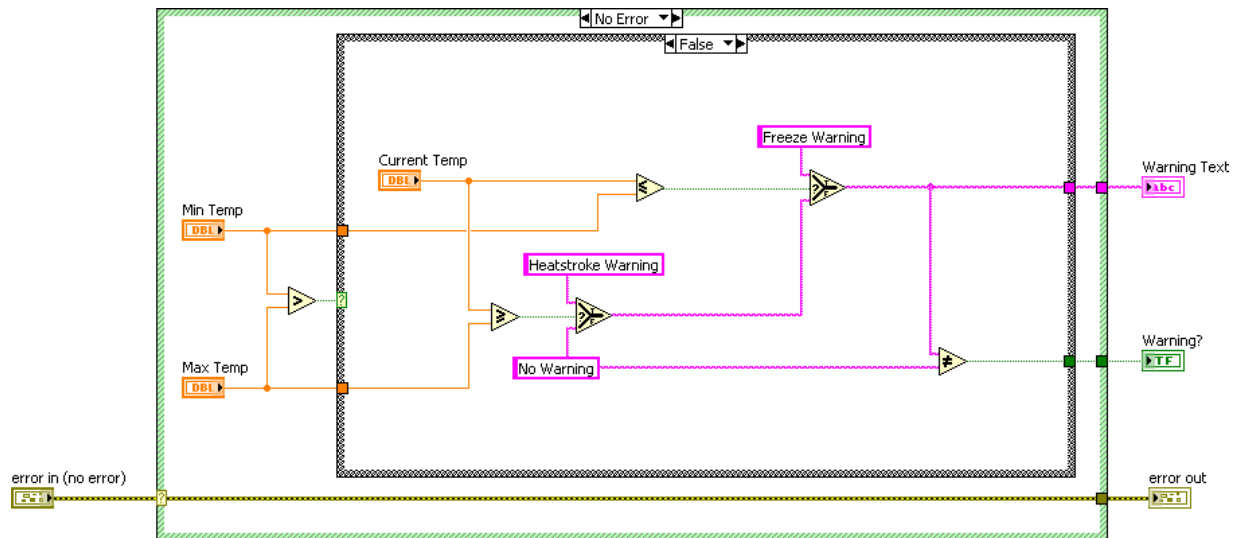 No Error
False
Freeze Warning
Current Temp
DBL
Warning Text
Abc
Min Temp
DBL
≤
?
Heatstroke Warning
?
>
≥
?
F
Warning?
TF
Max Temp
DBL
No Warning
≠
error in (no error)
error out
?